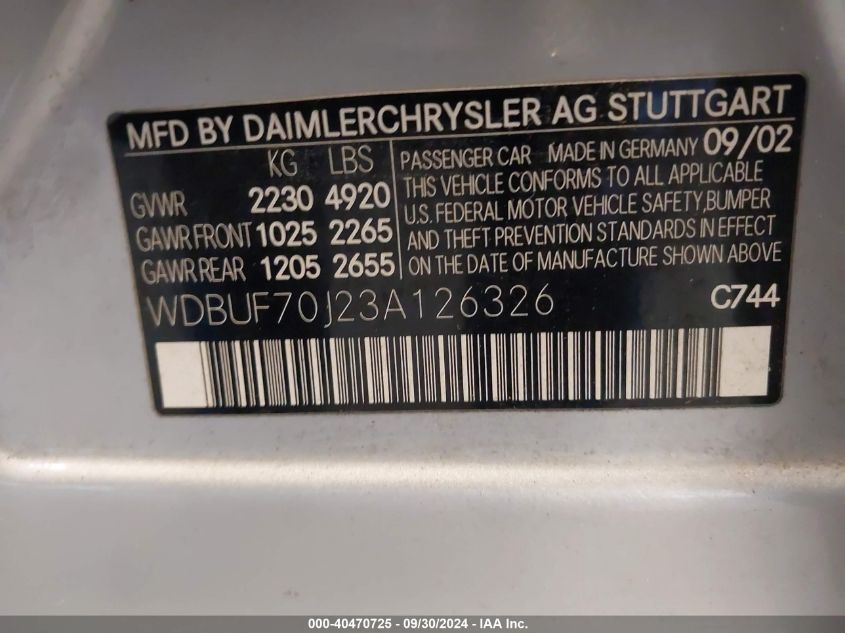 MFD BY DAIMLERCHRYSLER AG STUTTGART
KG LBS
GVWR 2230 4920
GAWR FRONT 1025 2265
GAWR REAR 1205 2655
PASSENGER CAR MADE IN GERMANY 09/02
THIS VEHICLE CONFORMS TO ALL APPLICABLE
U.S. FEDERAL MOTOR VEHICLE SAFETY,BUMPER
AND THEFT PREVENTION STANDARDS IN EFFECT
ON THE DATE OF MANUFACTURE SHOWN ABOVE
WDBUF70J23A126326
C744
000-40470725 - 09/30/2024 - IAA Inc.